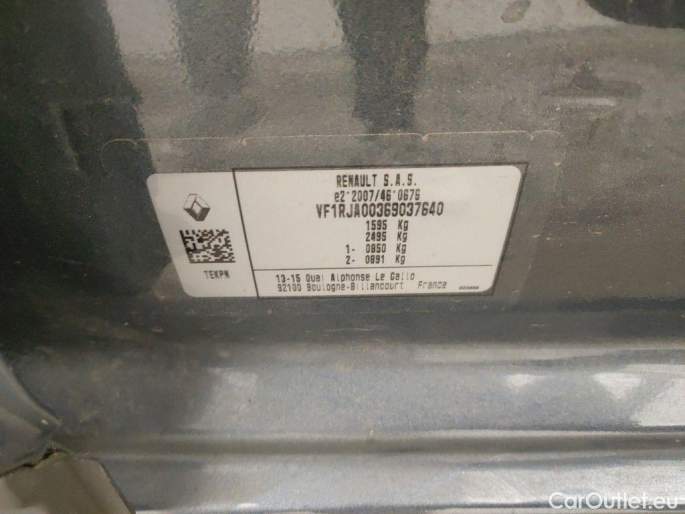 RENAULT S.A.S.
e2*2007/46*0676
VF1RJA00369037640
1595 Kg
2495 Kg
1- 0850 Kg
2- 0891 Kg
TEKPN
13-15 Quai Alphonse Le Gallo
92100 Boulogne-Billancourt France
CarOutlet.eu